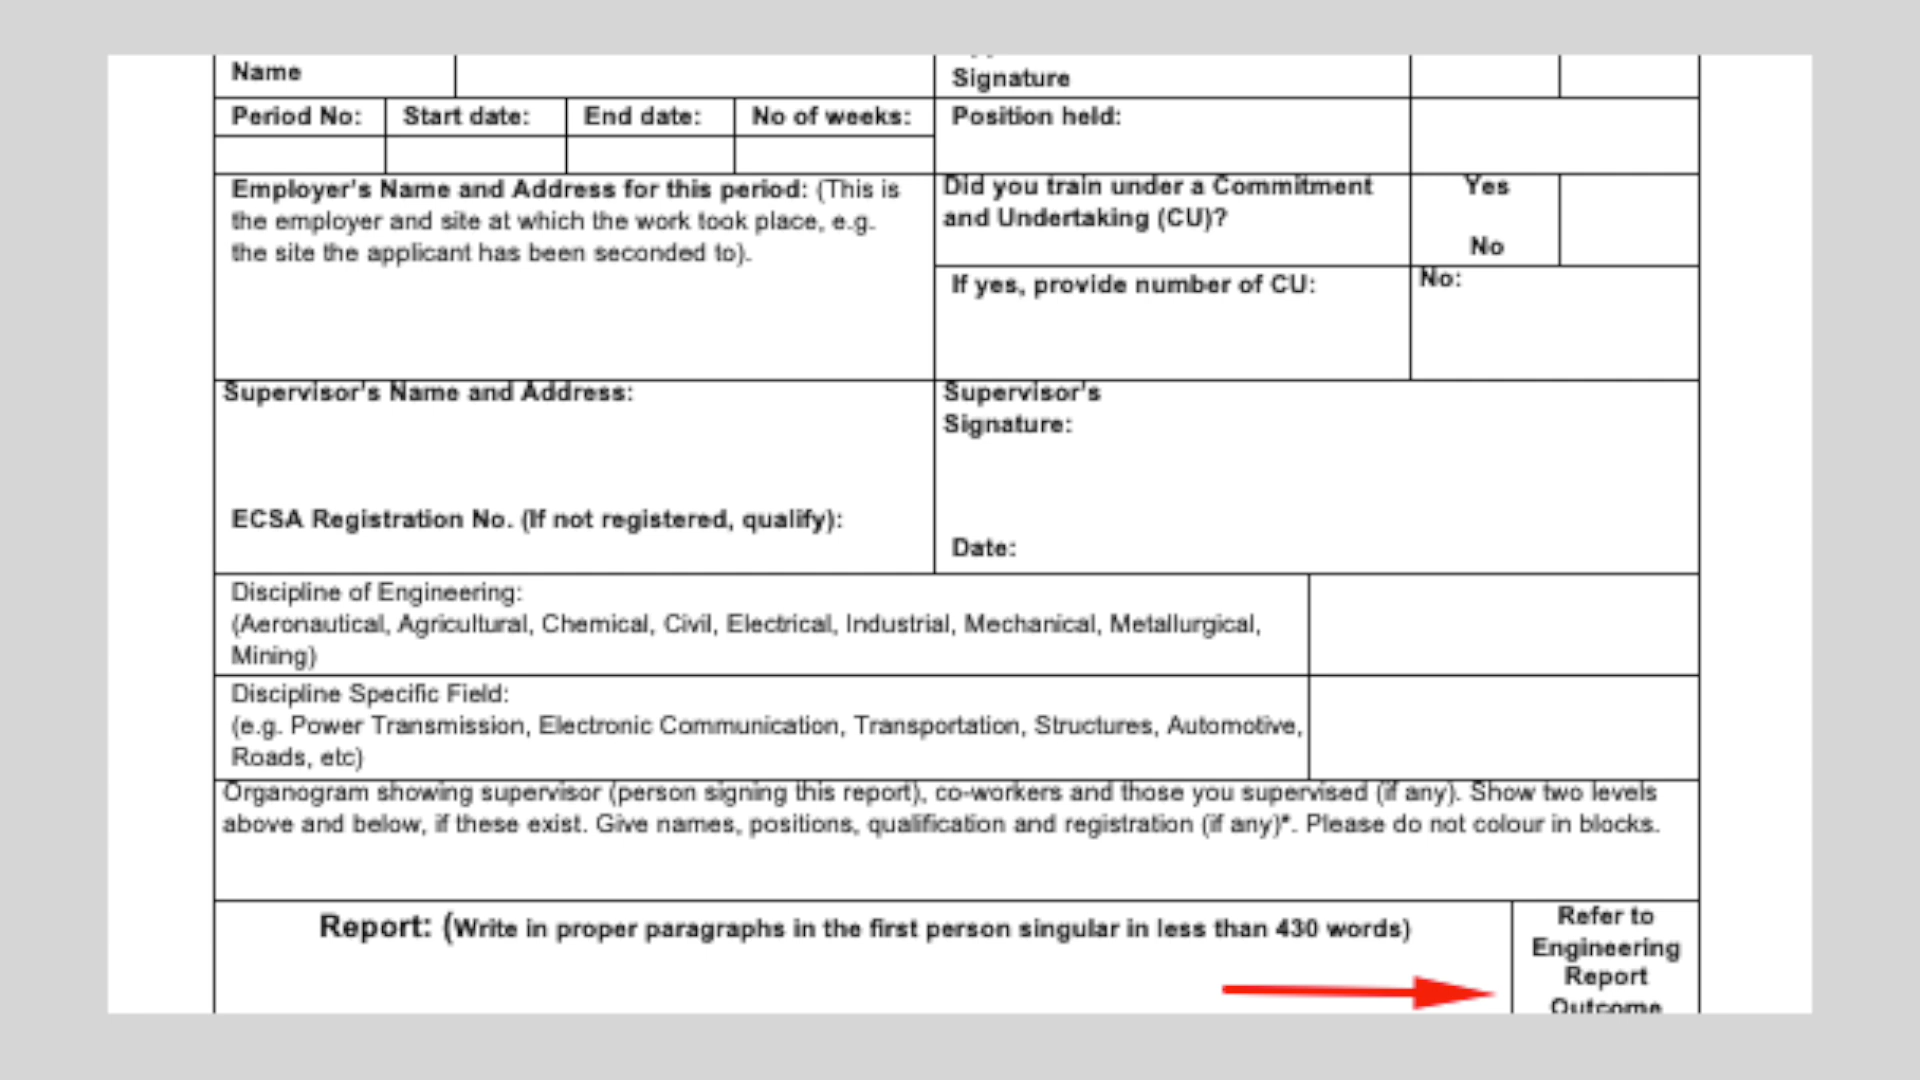 Name
Signature
Period No: Start date: End date: No of weeks: Position held:
Employer's Name and Address for this period: (This is
the employer and site at which the work took place, e.g.
the site the applicant has been seconded to).
Did you train under a Commitment
and Undertaking (CU)?
Yes
No
If yes, provide number of CU:
No:
Supervisor's Name and Address:
ECSA Registration No. (If not registered, qualify):
Supervisor's
Signature:
Date:
Discipline of Engineering:
(Aeronautical, Agricultural, Chemical, Civil, Electrical, Industrial, Mechanical, Metallurgical,
Mining)
Discipline Specific Field:
(e.g. Power Transmission, Electronic Communication, Transportation, Structures, Automotive,
Roads, etc)
Organogram showing supervisor (person signing this report), co-workers and those you supervised (if any). Show two levels
above and below, if these exist. Give names, positions, qualification and registration (if any)*. Please do not colour in blocks.
Report: (Write in proper paragraphs in the first person singular in less than 430 words)
Refer to
Engineering
Report
Outcome